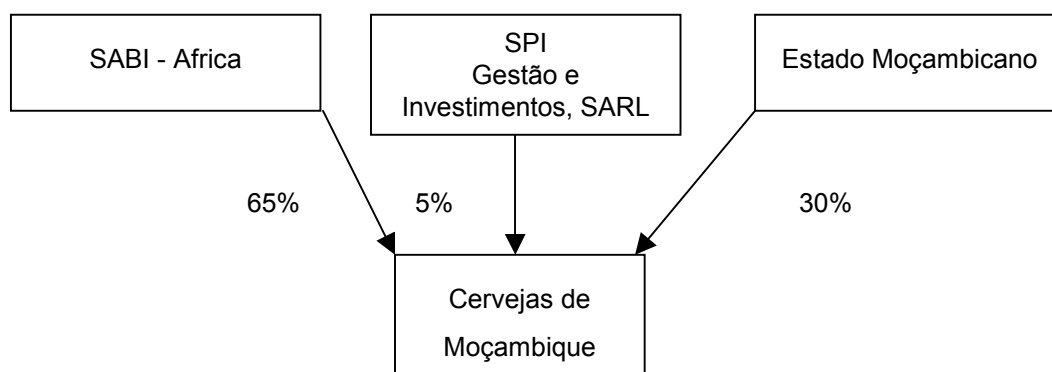 SABI - Africa
SPI
Gestão e
Investimentos, SARL
Estado Moçambicano
65%
5%
30%
Cervejas de
Moçambique